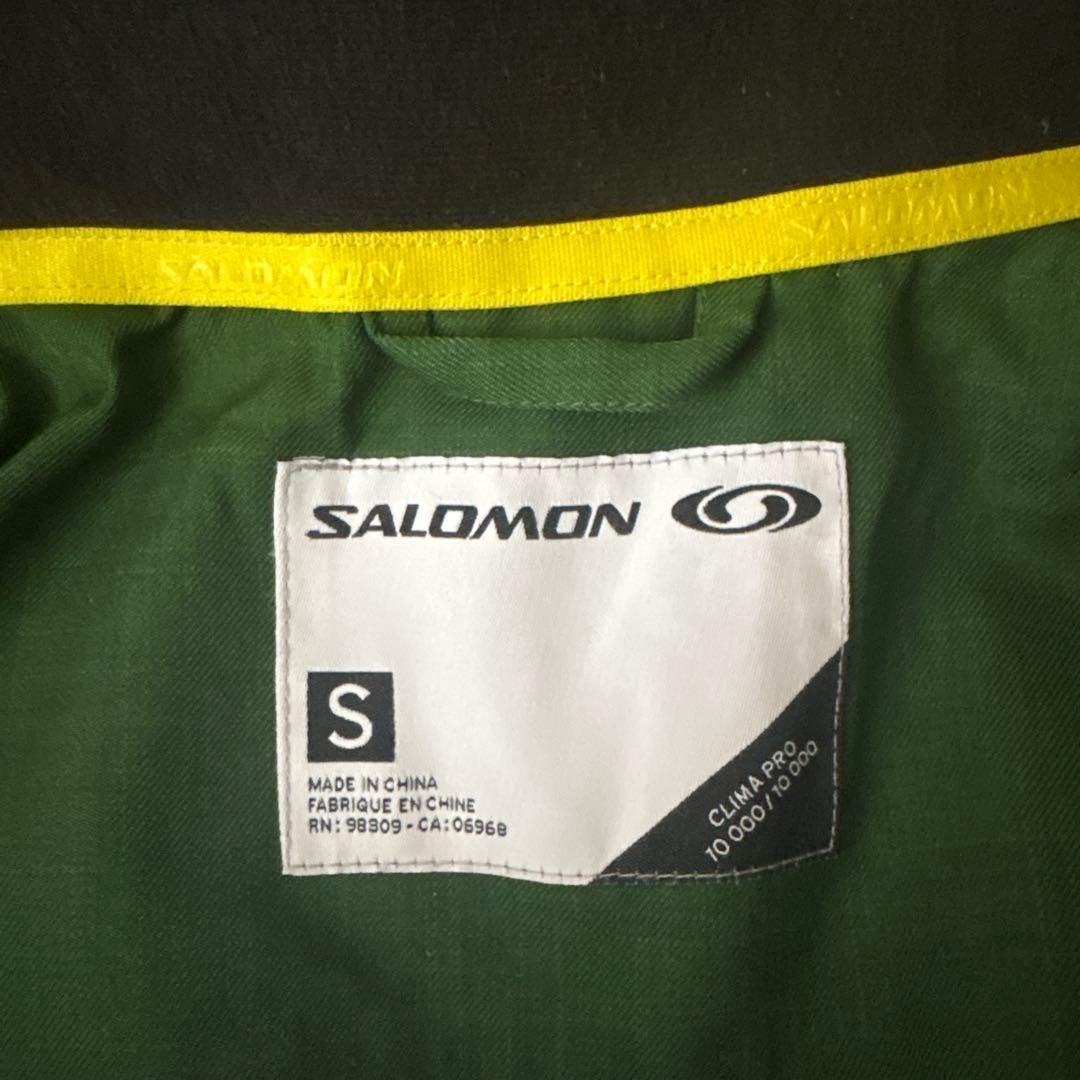 SALOMON
SALOMON
SALOMON
S
MADE IN CHINA
FABRIQUE EN CHINE
RN: 98309 - CA:06968
CLIMA PRO
10 000 / 10 000